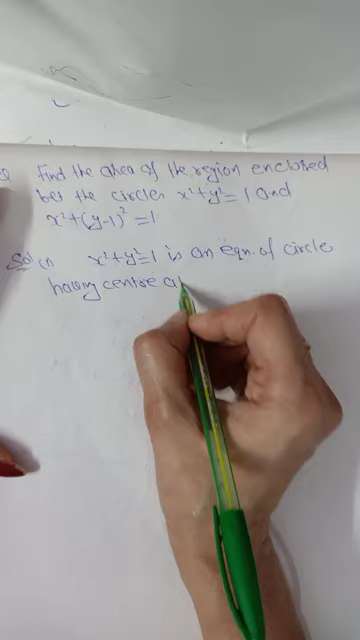 Find the area of the region enclosed
bet the circles x²+y²=1 and
x²+(y-1)²=1
Soln x²+y²=1 is an eqn. of circle
having centre a